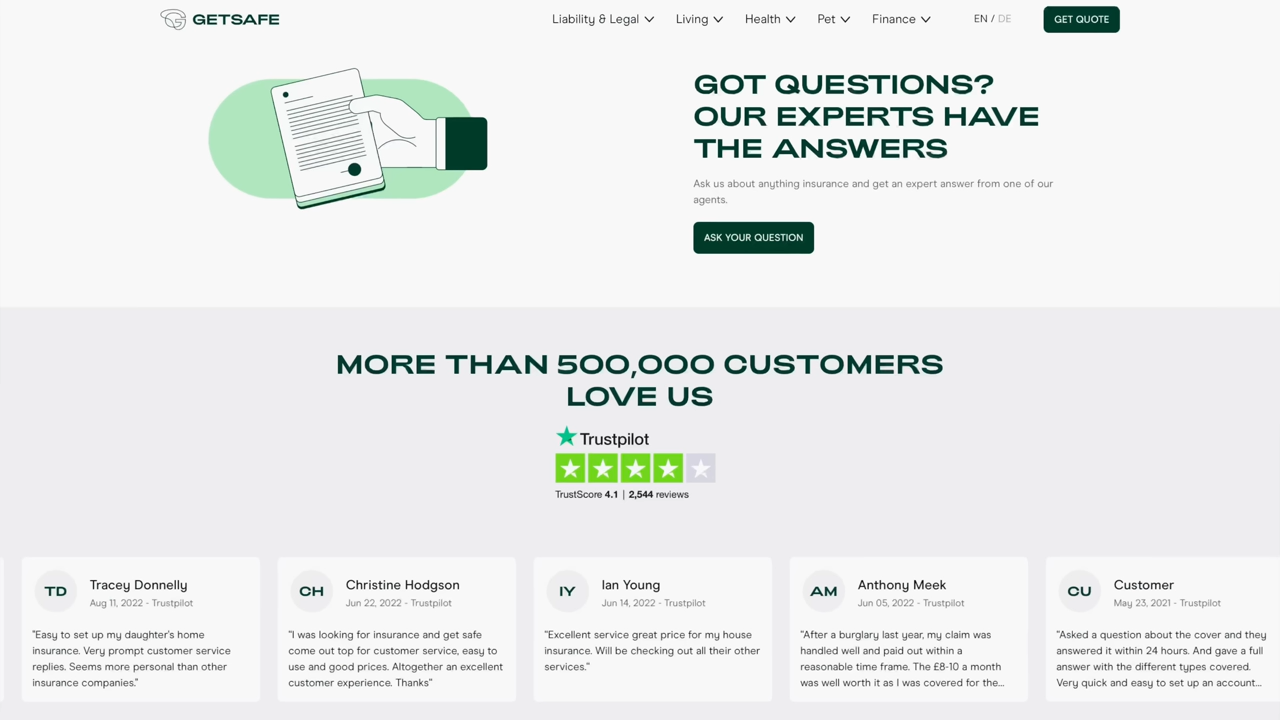 GETSAFE
Liability & Legal
Living
Health
Pet
Finance
EN / DE
GET QUOTE
GOT QUESTIONS?
OUR EXPERTS HAVE
THE ANSWERS
Ask us about anything insurance and get an expert answer from one of our
agents.
ASK YOUR QUESTION
MORE THAN 500,000 CUSTOMERS
LOVE US
Trustpilot
TrustScore 4.1 | 2,544 reviews
TD
Tracey Donnelly
Aug 11, 2022 - Trustpilot
"Easy to set up my daughter's home
insurance. Very prompt customer service
replies. Seems more personal than other
insurance companies."
CH
Christine Hodgson
Jun 22, 2022 - Trustpilot
"I was looking for insurance and get safe
come out top for customer service, easy to
use and good prices. Altogether an excellent
customer experience. Thanks"
IY
Ian Young
Jun 14, 2022 - Trustpilot
"Excellent service great price for my house
insurance. Will be checking out all their other
services."
AM
Anthony Meek
Jun 05, 2022 - Trustpilot
"After a burglary last year, my claim was
handled well and paid out within a
reasonable time frame. The £8-10 a month
was well worth it as I was covered for the...
CU
Customer
May 23, 2021 - Trustpilot
"Asked a question about the cover and they
answered it within 24 hours. And gave a full
answer with the different types covered.
Very quick and easy to set up an account...